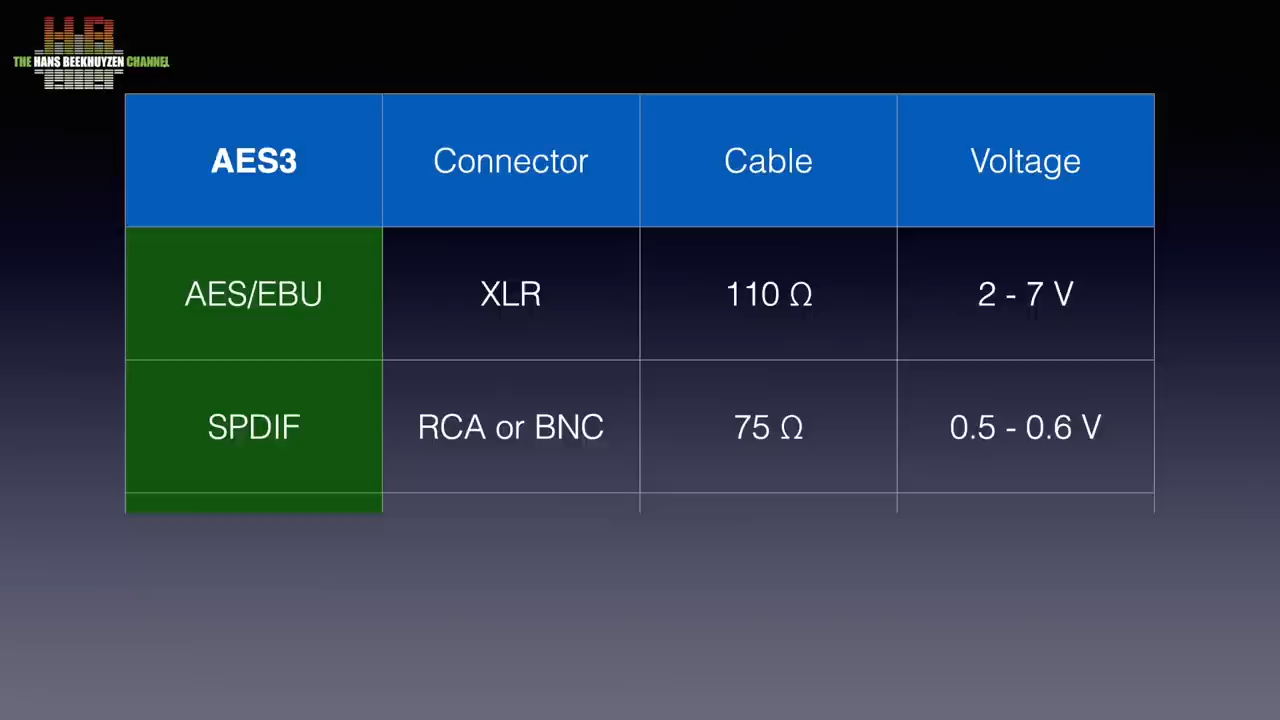 THE HANS BEEKHUYZEN CHANNEL
AES3 Connector Cable Voltage
AES/EBU XLR 110 Ω 2 - 7 V
SPDIF RCA or BNC 75 Ω 0.5 - 0.6 V